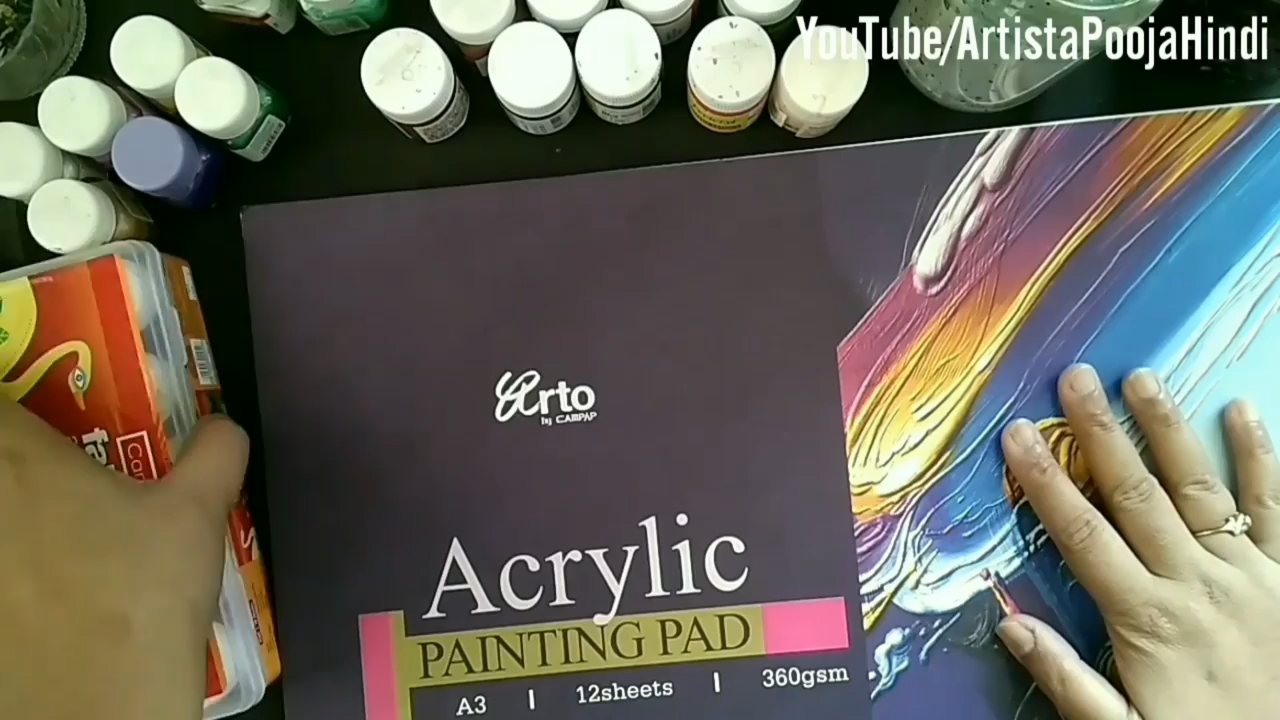 YouTube/ArtistaPoojaHindi
arto
by CAMPAP
Acrylic
PAINTING PAD
A3 | 12sheets | 360gsm